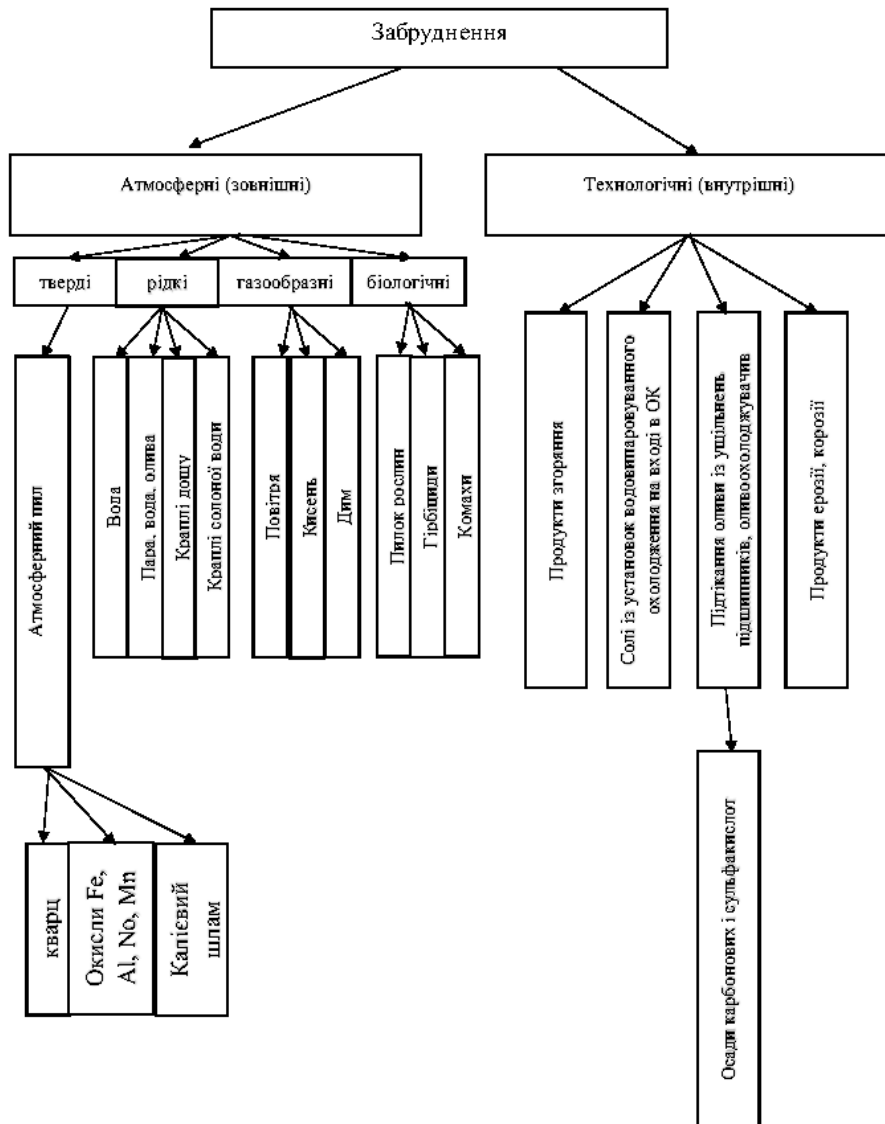 Забруднення
Атмосферні (зовнішні)
Технологічні (внутрішні)
тверді
рідкі
газообразні
біологічні
Атмосферний пил
Вода
Пара, вода, олива
Краплі дощу
Краплі солоної води
Повітря
Кисень
Дим
Пилок рослин
Гірбіциди
Комахи
Продукти згоряння
Солі із установок водовипаровуванного
охолодження на вході в ОК
Підтікання оливи із ущільнень
підшипників, оливоохолоджувачив
Продукти ерозії, корозії
кварц
Окисли Fe,
Al, No, Mn
Калієвий
шлам
Осади карбонових і сульфакислот